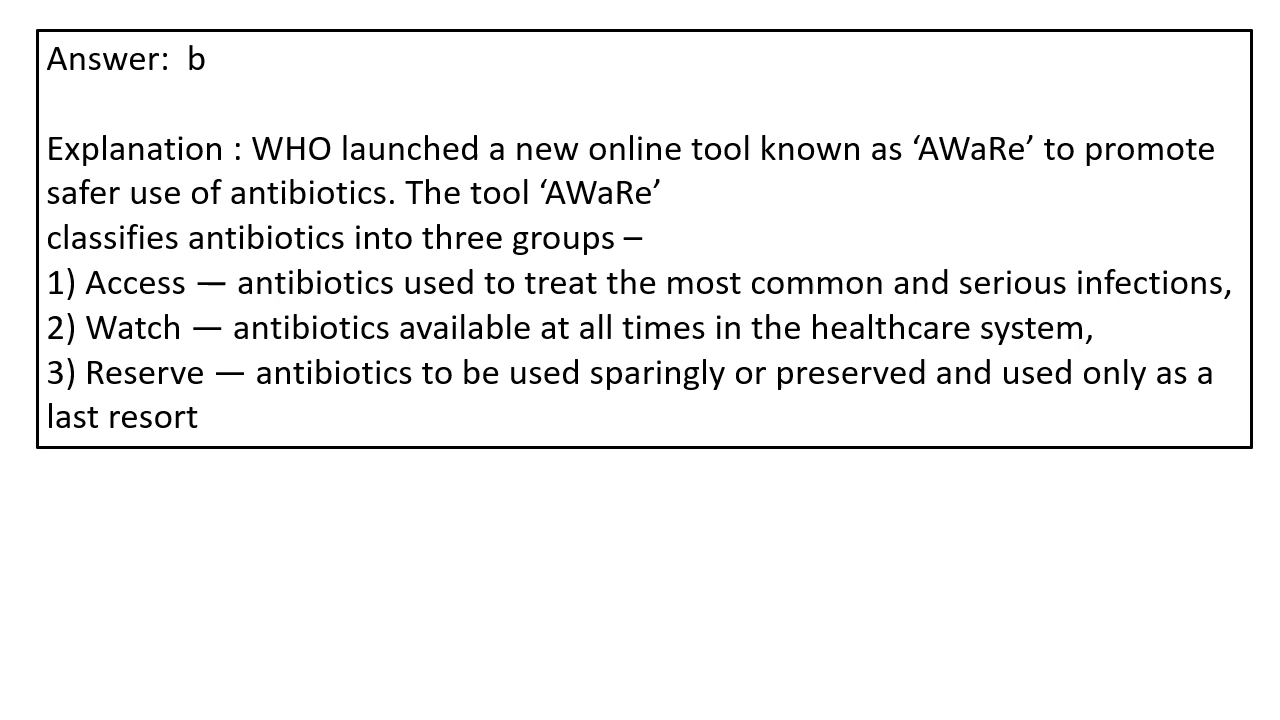 Answer:  b
Explanation : WHO launched a new online tool known as ‘AWaRe’ to promote
safer use of antibiotics. The tool ‘AWaRe’
classifies antibiotics into three groups –
1) Access — antibiotics used to treat the most common and serious infections,
2) Watch — antibiotics available at all times in the healthcare system,
3) Reserve — antibiotics to be used sparingly or preserved and used only as a
last resort